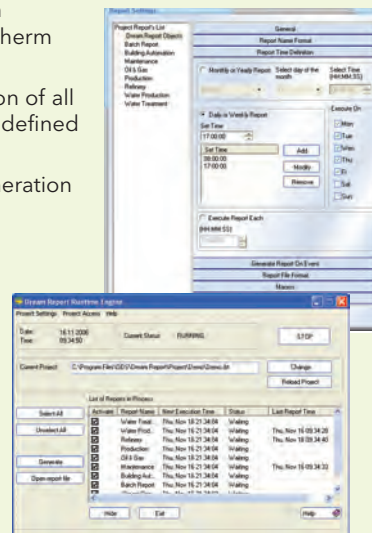 therm
on of all
defined
neration
Report Settings
Project Report's List
Dream Report Objects
Batch Report
Building Automation
Maintenance
Oil & Gas
Production
Refinery
Water Production
Water Treatment
General
Report Name Format
Report Time Definition
Monthly or Yearly Report
Select day of the month
Select Time (HH:MM:SS)
Daily or Weekly Report
Set Time
17:00:00
Add
Set Time
08:00:00
17:00:00
Modify
Remove
Execute On
Mon
Tue
Wed
Thu
Fri
Sat
Sun
Execute Report Each
(HH:MM:SS)
Generate Report On Event
Report File Format
Dream Report Runtime Engine
Project Settings Project Access Help
Date: 16.11.2006
Time: 09:34:50
Current Status RUNNING
STOP
Current Project C:\Program Files\ODS\Dream Report\Project\Demo\Demo.dri
Change
Reload Project
List of Reports in Process
Select All
Unselect All
Generate
Open report file
Activate Report Name Next Execution Time Status Last Report Time
Water Treat... Thu, Nov 16 21:34:04 Waiting Thu, Nov 16 09:34:28
Water Prod... Thu, Nov 16 21:34:04 Waiting
Refinery Thu, Nov 16 21:34:04 Waiting Thu, Nov 16 09:34:40
Production Thu, Nov 16 21:34:04 Waiting
Oil & Gas Thu, Nov 16 21:34:04 Waiting
Maintenance Thu, Nov 16 21:34:04 Waiting Thu, Nov 16 09:34:33
Building Aut... Thu, Nov 16 21:34:04 Waiting
Batch Report Thu, Nov 16 21:34:04 Waiting
Hide
Exit
Help